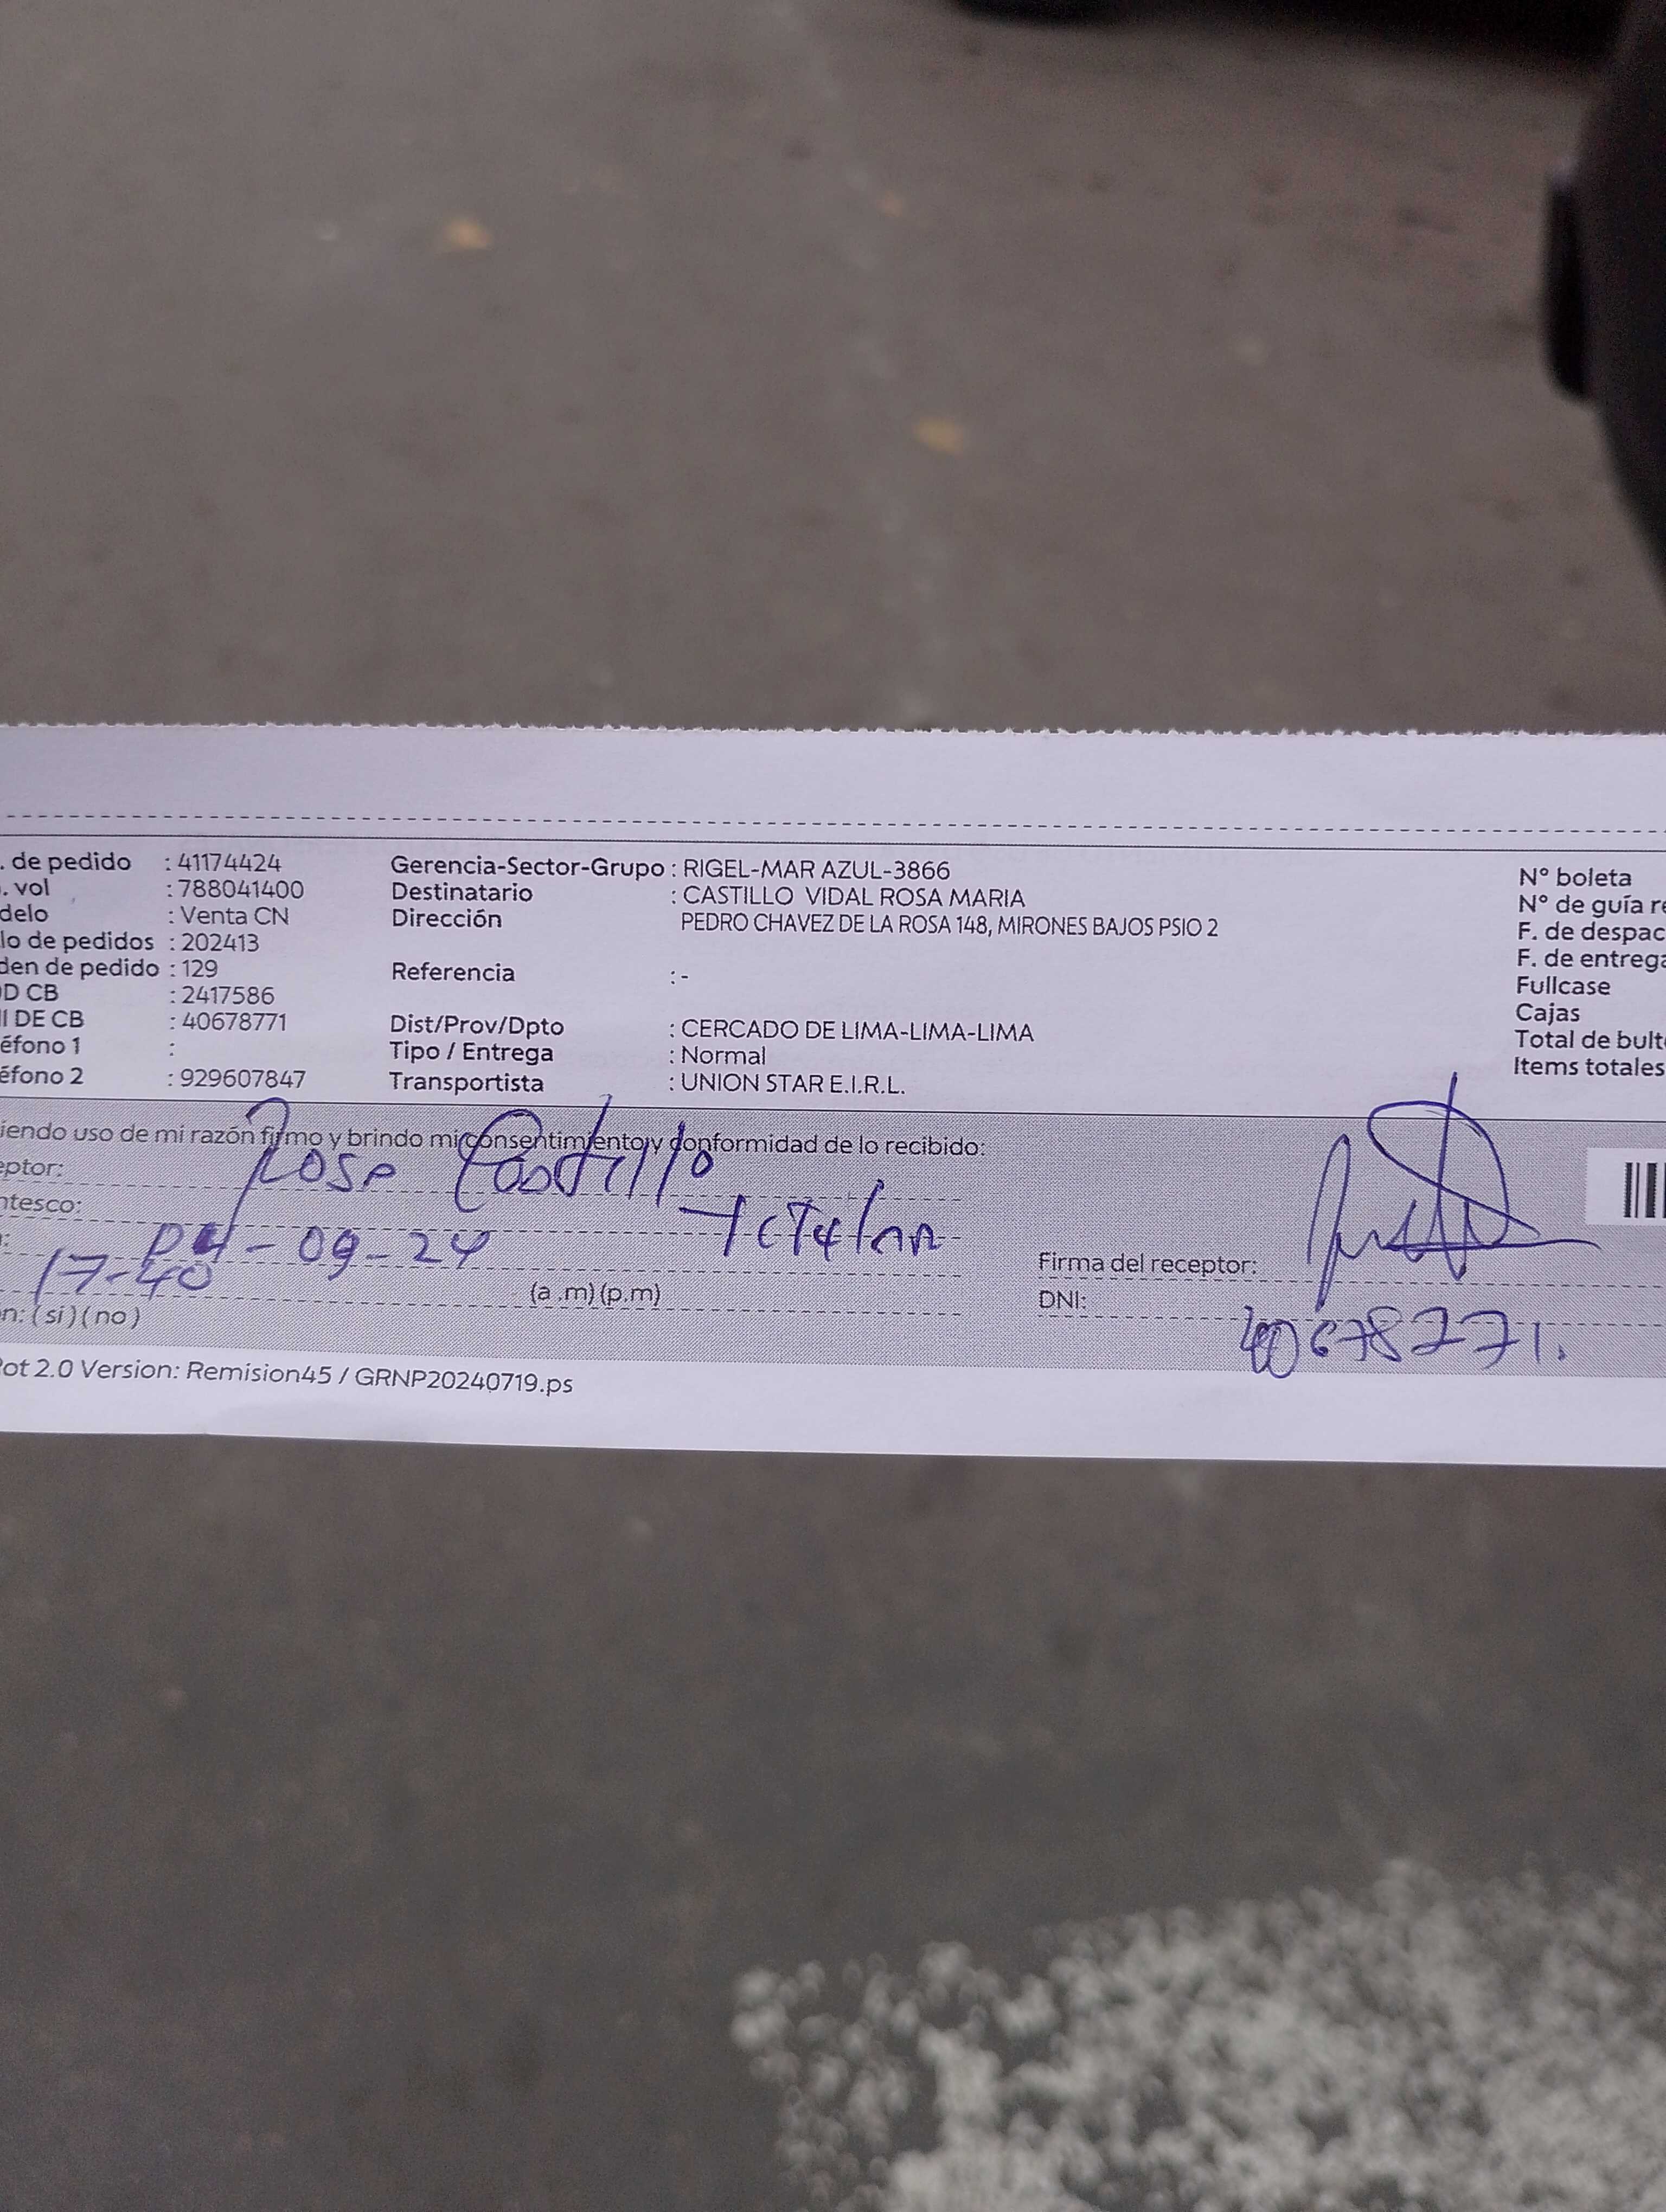 . de pedido : 41174424 Gerencia-Sector-Grupo : RIGEL-MAR AZUL-3866 N° boleta
. vol : 788041400 Destinatario : CASTILLO VIDAL ROSA MARIA N° de guía re
delo : Venta CN Dirección PEDRO CHAVEZ DE LA ROSA 148, MIRONES BAJOS PSIO 2 F. de despac
lo de pedidos : 202413 F. de entrega
den de pedido : 129 Referencia : - Fullcase
D CB : 2417586 Cajas
I DE CB : 40678771 Dist/Prov/Dpto : CERCADO DE LIMA-LIMA-LIMA Total de bult
éfono 1 : Tipo / Entrega : Normal Items totales
éfono 2 : 929607847 Transportista : UNION STAR E.I.R.L.
iendo uso de mi razón firmo y brindo mi consentimiento y conformidad de lo recibido:
eptor: Rosa Castillo
ntesco:
: 04-09-24
17-40 (a .m) (p.m)
Firma del receptor:
DNI: 40678771.
n: (si) (no)
ot 2.0 Version: Remision45 / GRNP20240719.ps